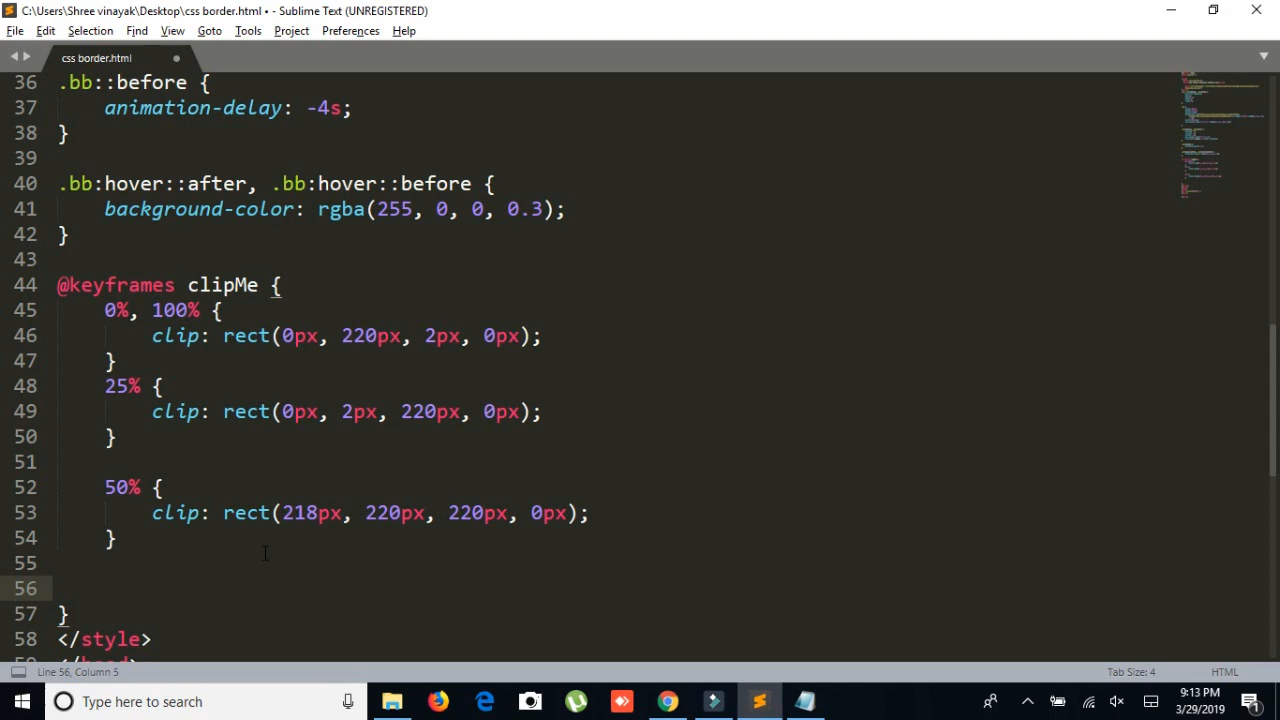 C:\Users\Shree vinayak\Desktop\css border.html • - Sublime Text (UNREGISTERED)
File Edit Selection Find View Goto Tools Project Preferences Help
css border.html
36 .bb::before {
37 animation-delay: -4s;
38 }
39
40 .bb:hover::after, .bb:hover::before {
41 background-color: rgba(255, 0, 0, 0.3);
42 }
43
44 @keyframes clipMe {
45 0%, 100% {
46 clip: rect(0px, 220px, 2px, 0px);
47 }
48 25% {
49 clip: rect(0px, 2px, 220px, 0px);
50 }
51
52 50% {
53 clip: rect(218px, 220px, 220px, 0px);
54 }
55
56
57 }
58 </style>
59 </head>
Line 56, Column 5 Tab Size: 4 HTML
Type here to search
9:13 PM
3/29/2019
1